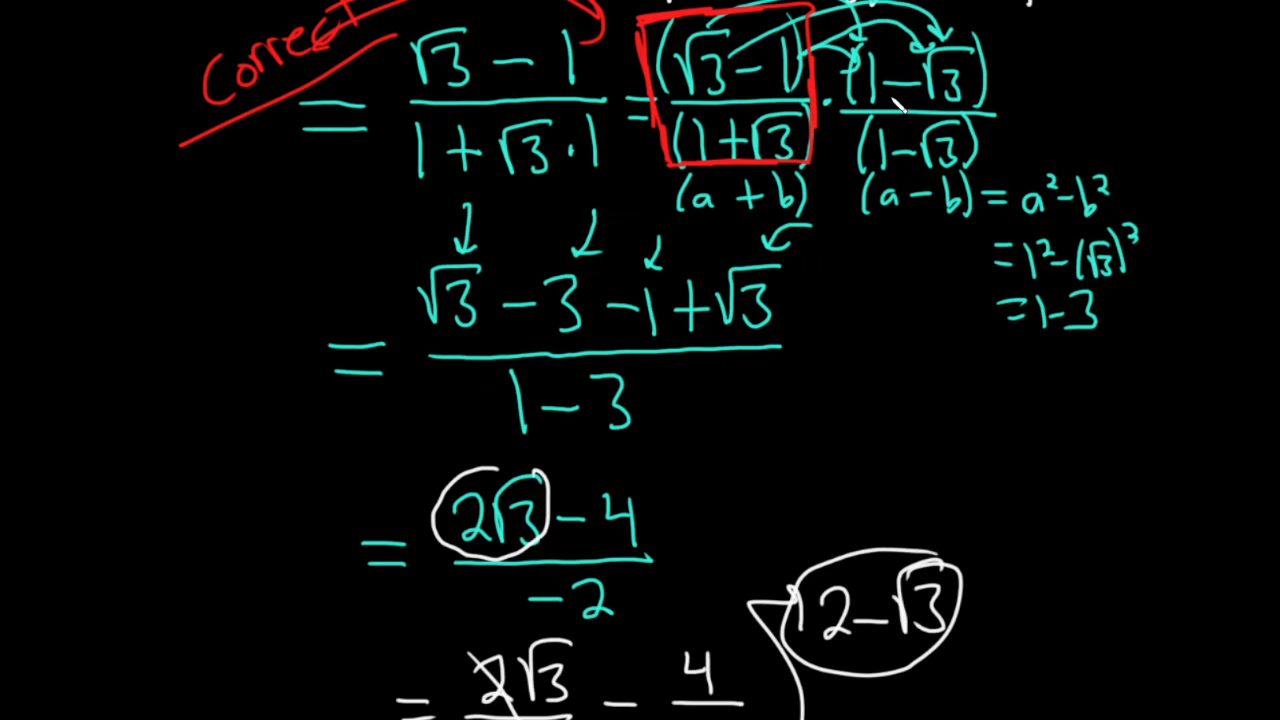 Correct
= √3 - 1 / 1 + √3 · 1 = (√3 - 1) / (1 + √3) · (1 - √3) / (1 - √3)
(a + b) (a - b) = a² - b²
= 1² - (√3)³
= 1 - 3
= √3 - 3 - 1 + √3 / 1 - 3
= 2√3 - 4 / -2
2 - √3
= 2√3 - 4